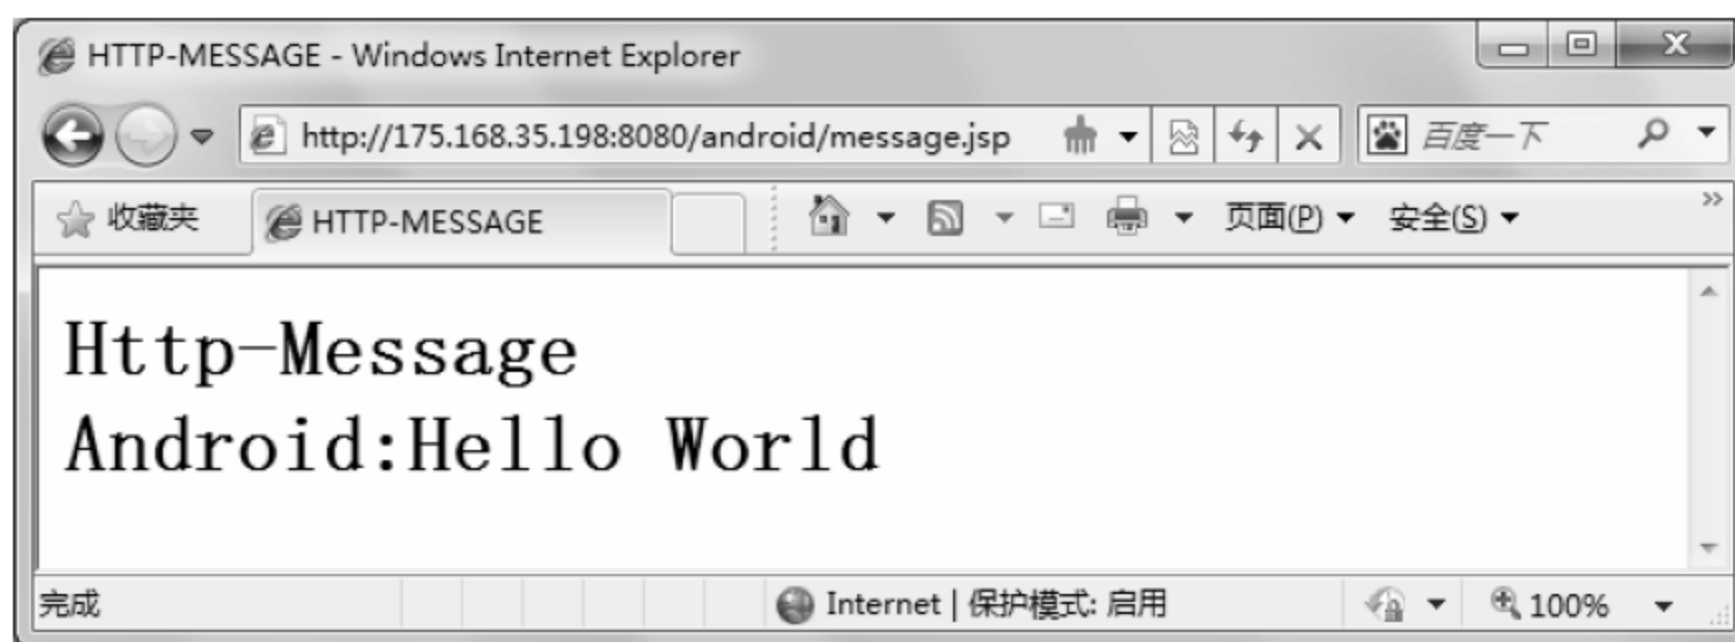 HTTP-MESSAGE - Windows Internet Explorer
http://175.168.35.198:8080/android/message.jsp
百度一下
收藏夹
HTTP-MESSAGE
页面(P)
安全(S)
Http-Message
Android:Hello World
完成
Internet | 保护模式: 启用
100%